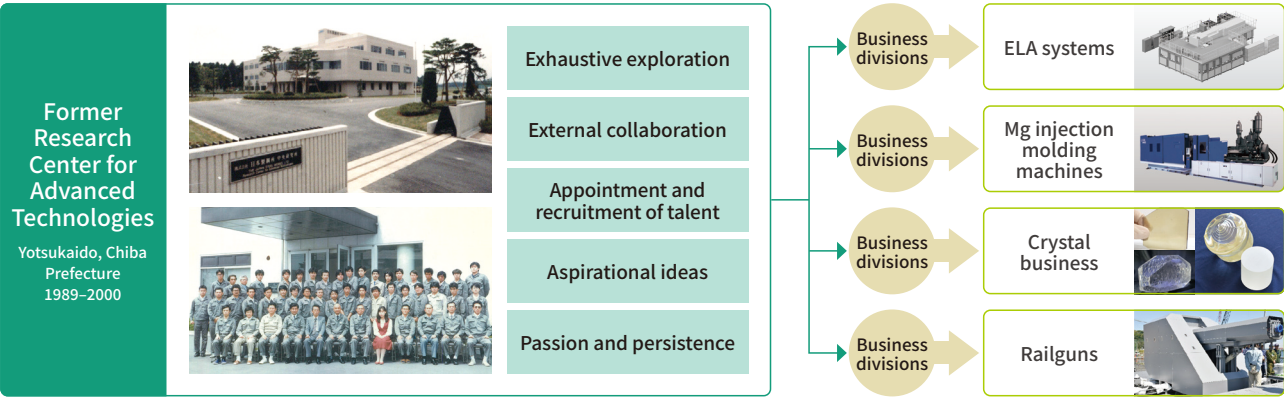 Former
Research
Center for
Advanced
Technologies
Yotsukaido, Chiba
Prefecture
1989–2000
Exhaustive exploration
External collaboration
Appointment and
recruitment of talent
Aspirational ideas
Passion and persistence
Business
divisions
ELA systems
Business
divisions
Mg injection
molding
machines
Business
divisions
Crystal
business
Business
divisions
Railguns